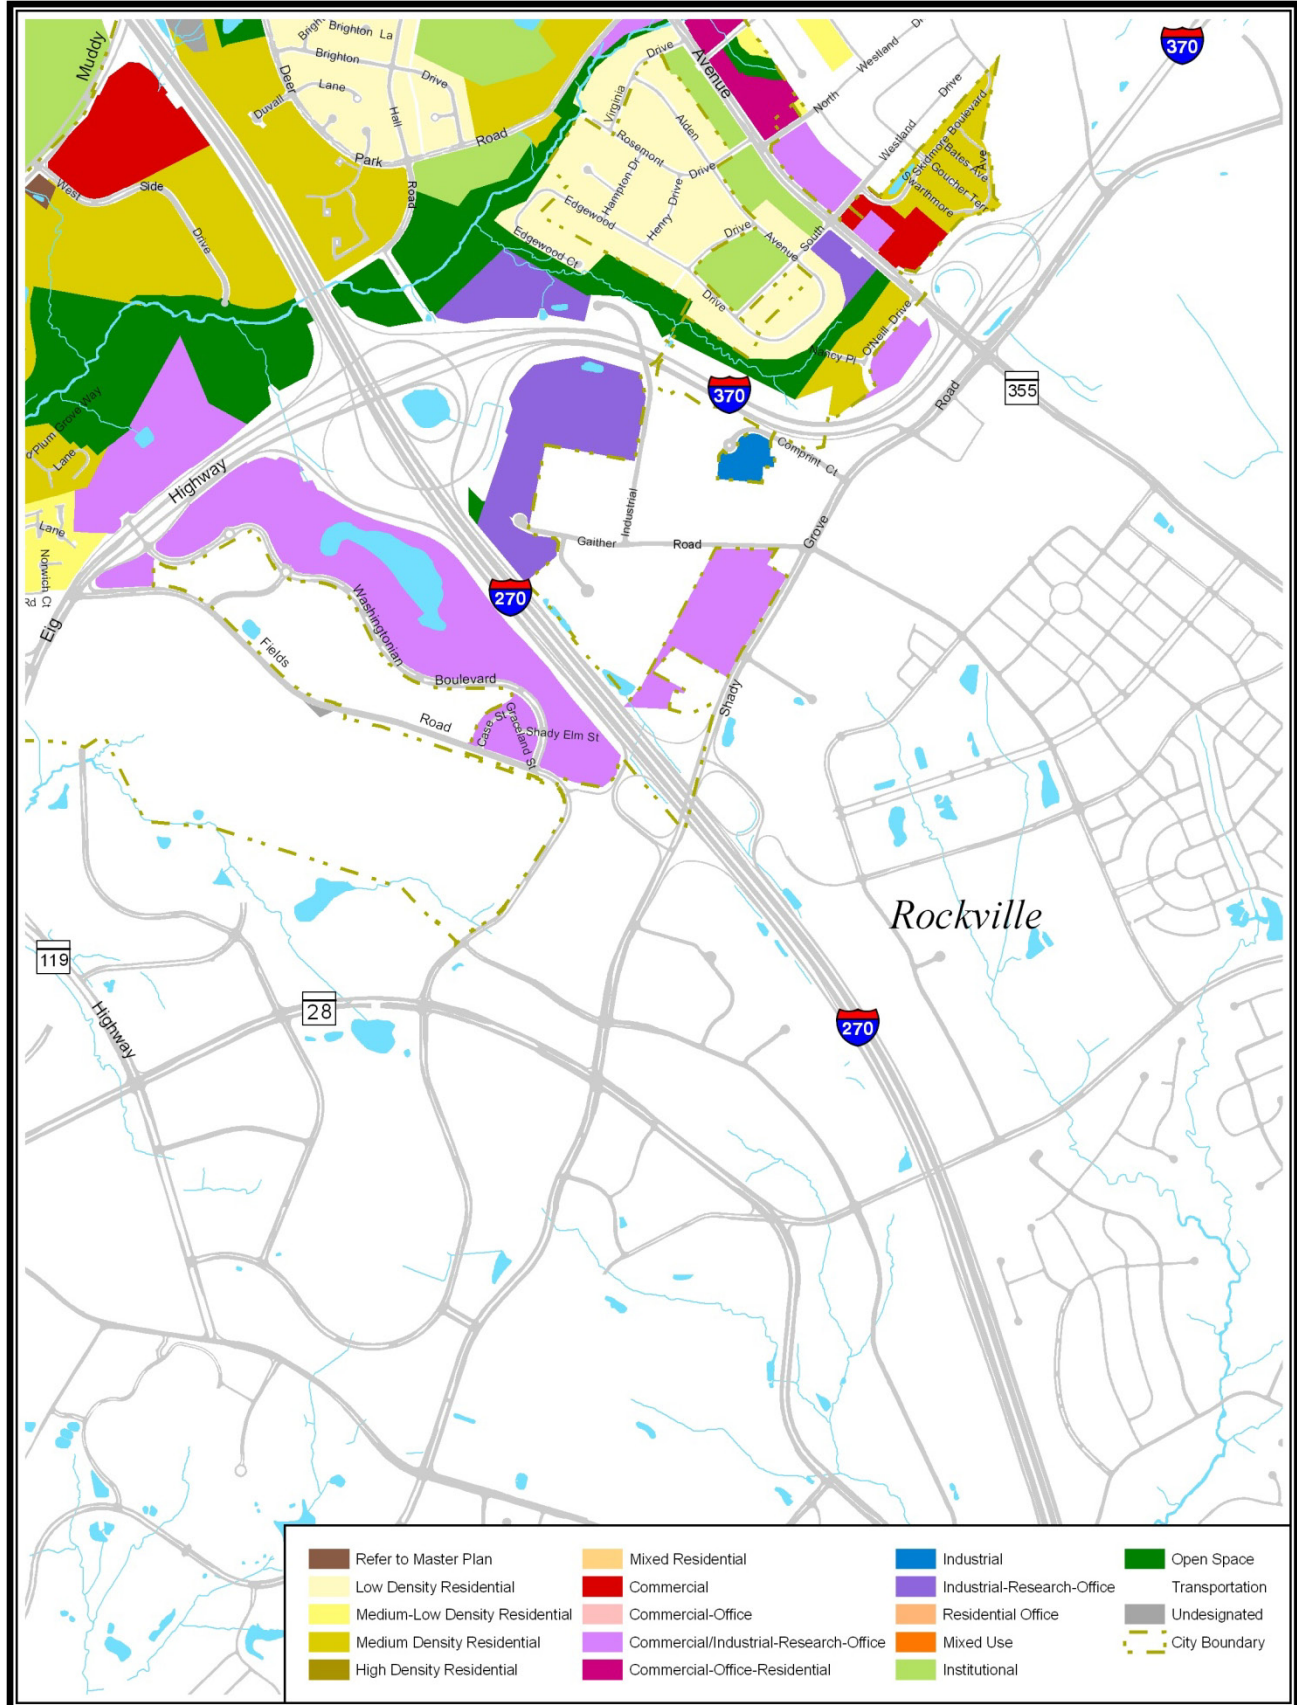 Muddy
Brigh
Brighton La
Brighton
Drive
Deer
Lane
Duvall
Hall
Park
Road
Road
West
Side
Drive
Avenue
Drive
Virginia
Alden
Rosemont
Drive
Hampton Dr
Henry Drive
Edgewood
Edgewood Ct
Drive
Avenue
South
Drive
North
Westland
Dr
Westland
Drive
S Skidmore Boulevard
Bates Ave
Ave
Goucher Terr
Swarthmore
370
Nancy Pl
O'Neill Drive
370
355
Road
Comprint Ct
Plum Grove Way
Lane
Highway
Lane
Norwich Ct
Rd
Eig
Industrial
Gaither
Road
Grove
270
Washingtonian
Fields
Boulevard
Road
Case St
Graceland St
Shady Elm St
Shady
Rockville
119
Highway
28
270
Refer to Master Plan
Low Density Residential
Medium-Low Density Residential
Medium Density Residential
High Density Residential
Mixed Residential
Commercial
Commercial-Office
Commercial/Industrial-Research-Office
Commercial-Office-Residential
Industrial
Industrial-Research-Office
Residential Office
Mixed Use
Institutional
Open Space
Transportation
Undesignated
City Boundary